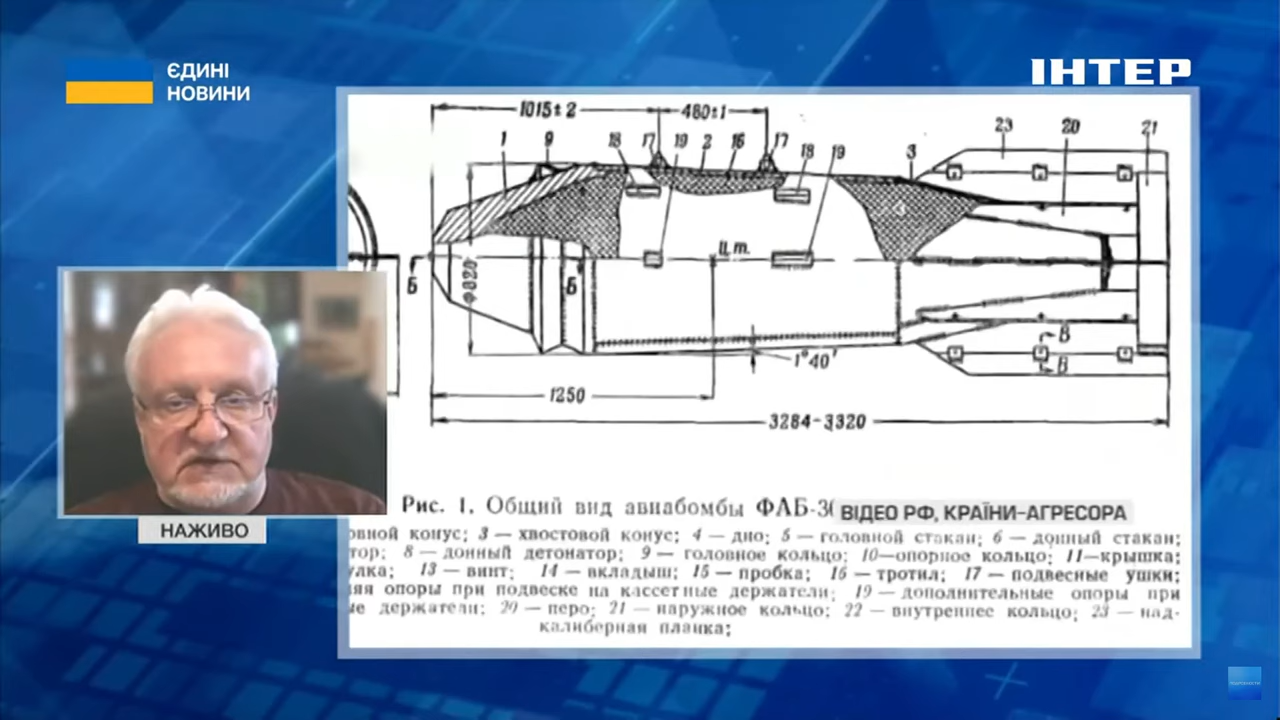 ЄДИНІ
НОВИНИ
ІНТЕР
1015±2
480±1
1 9 18 17 19 2 16 17 18 19 3 23 20 21
Ц.т.
Б Б
Ф820
В
В
1°40'
1250
3284-3320
Рис. 1. Общий вид авиабомбы ФАБ-30
ВІДЕО РФ, КРАЇНИ-АГРЕСОРА
овной конус; 3 — хвостовой конус; 4 — дно; 5 — головной стакан; 6 — донный стакан;
тор; 8 — донный детонатор; 9 — головное кольцо; 10—опорное кольцо; 11—крышка;
улка; 13 — винт; 14 — вкладыш; 15 — пробка; 16 — тротил; 17 — подвесные ушки;
ия опоры при подвеске на кассетные держатели; 19 — дополнительные опоры при
ые держатели; 20 — перо; 21 — наружное кольцо; 22 — внутреннее кольцо; 23 — над-
калиберная планка;
НАЖИВО